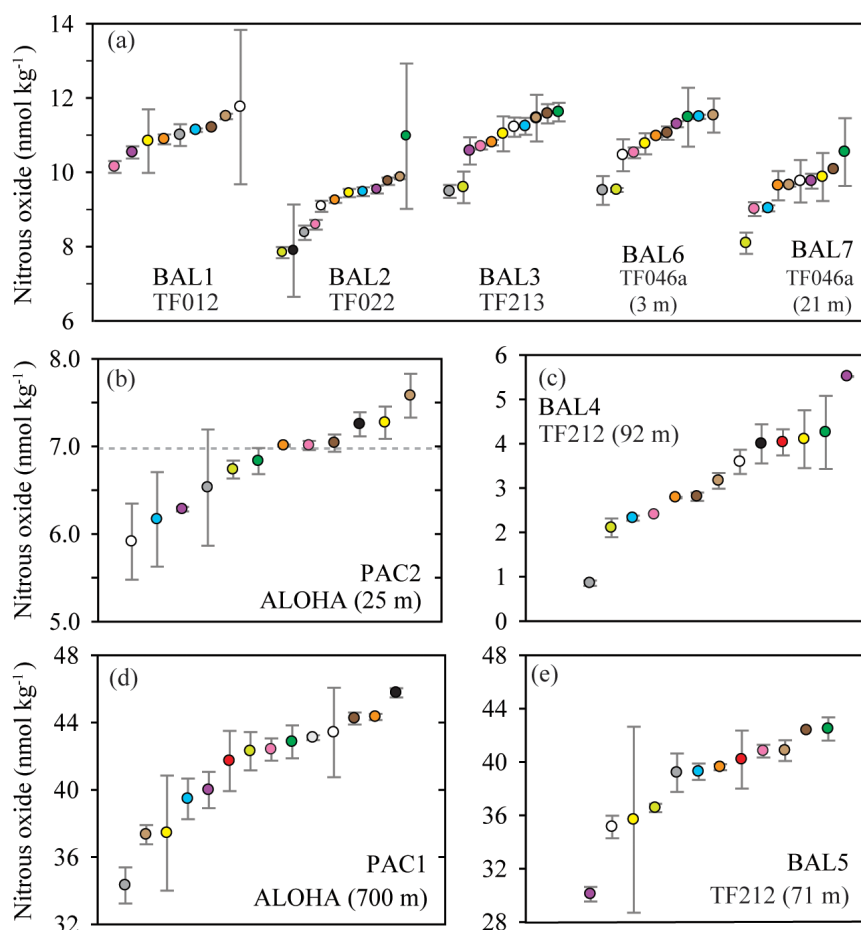 Nitrous oxide (nmol kg⁻¹)
14
12
10
8
6
(a)
BAL1
TF012
BAL2
TF022
BAL3
TF213
BAL6
TF046a
(3 m)
BAL7
TF046a
(21 m)
Nitrous oxide (nmol kg⁻¹)
8.0
7.0
6.0
5.0
(b)
PAC2
ALOHA (25 m)
6
5
4
3
2
1
0
(c)
BAL4
TF212 (92 m)
Nitrous oxide (nmol kg⁻¹)
48
44
40
36
32
(d)
PAC1
ALOHA (700 m)
48
44
40
36
32
28
(e)
BAL5
TF212 (71 m)